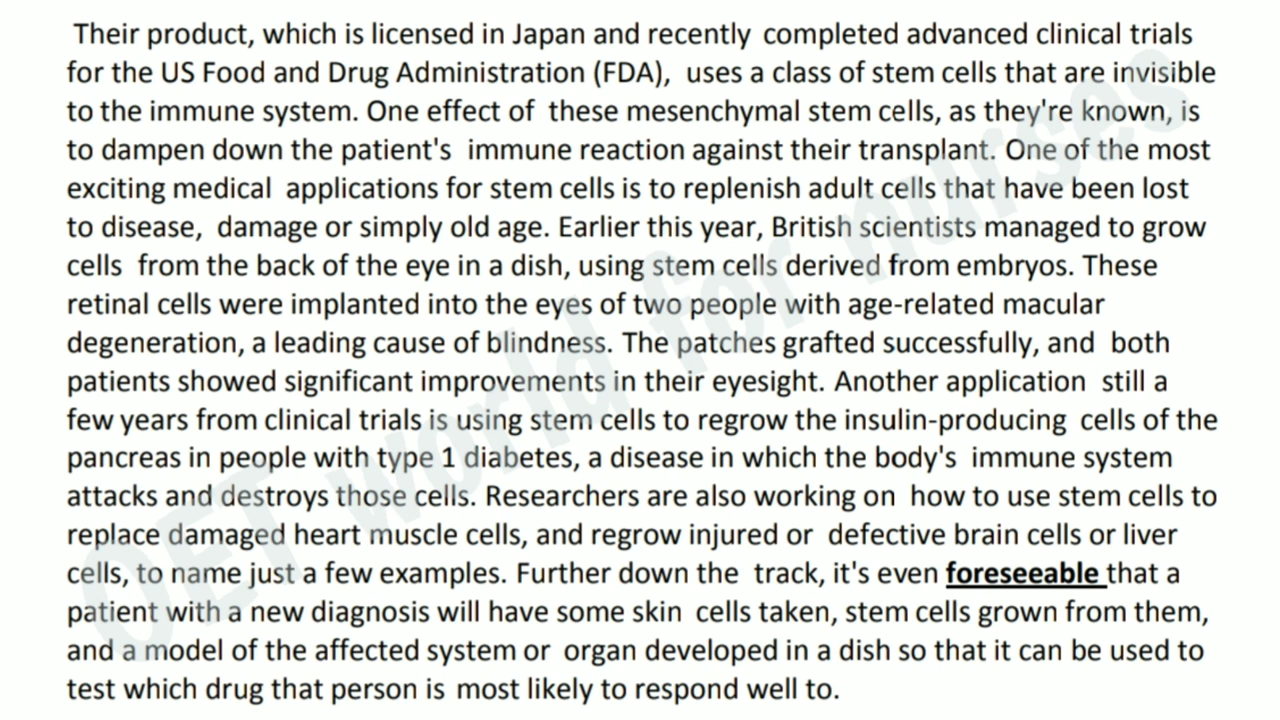 Their product, which is licensed in Japan and recently completed advanced clinical trials
for the US Food and Drug Administration (FDA), uses a class of stem cells that are invisible
to the immune system. One effect of these mesenchymal stem cells, as they're known, is
to dampen down the patient's immune reaction against their transplant. One of the most
exciting medical applications for stem cells is to replenish adult cells that have been lost
to disease, damage or simply old age. Earlier this year, British scientists managed to grow
cells from the back of the eye in a dish, using stem cells derived from embryos. These
retinal cells were implanted into the eyes of two people with age-related macular
degeneration, a leading cause of blindness. The patches grafted successfully, and both
patients showed significant improvements in their eyesight. Another application still a
few years from clinical trials is using stem cells to regrow the insulin-producing cells of the
pancreas in people with type 1 diabetes, a disease in which the body's immune system
attacks and destroys those cells. Researchers are also working on how to use stem cells to
replace damaged heart muscle cells, and regrow injured or defective brain cells or liver
cells, to name just a few examples. Further down the track, it's even foreseeable that a
patient with a new diagnosis will have some skin cells taken, stem cells grown from them,
and a model of the affected system or organ developed in a dish so that it can be used to
test which drug that person is most likely to respond well to.
OET world for nurses